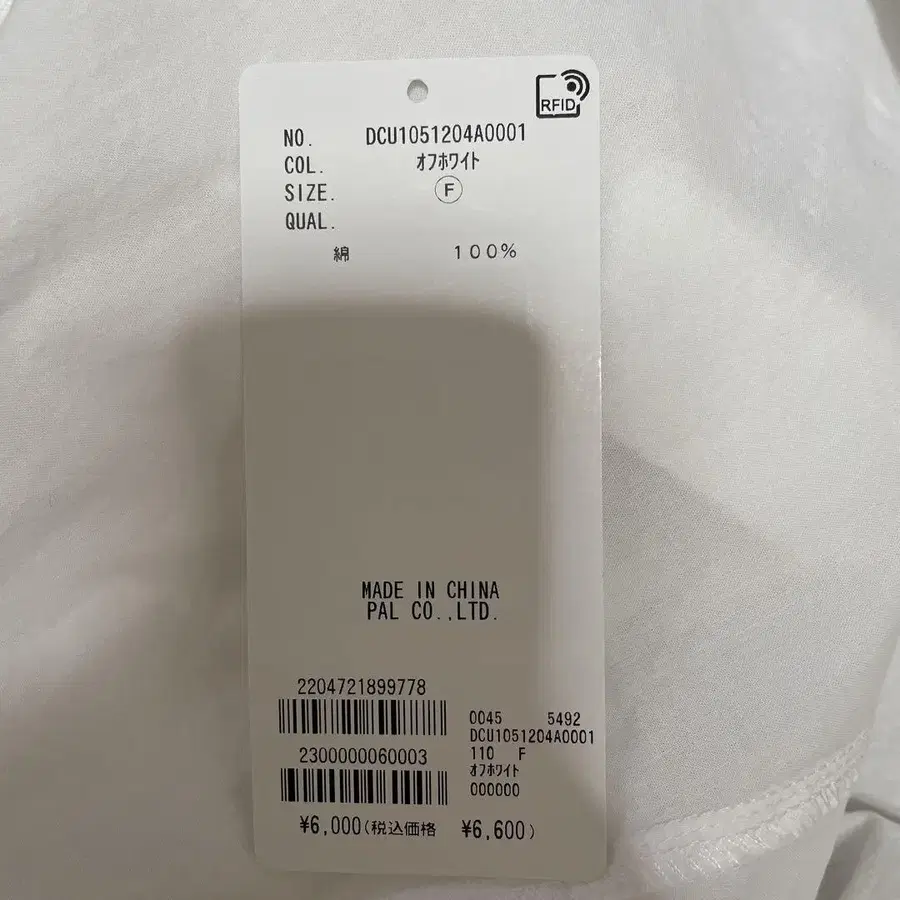 RFID
NO. DCU1051204A0001
COL. ｵﾌﾎﾜｲﾄ
SIZE. F
QUAL.
綿 100%
MADE IN CHINA
PAL CO.,LTD.
2204721899778
2300000060003
0045 5492
DCU1051204A0001
110 F
ｵﾌﾎﾜｲﾄ
000000
¥6,000(税込価格 ¥6,600)